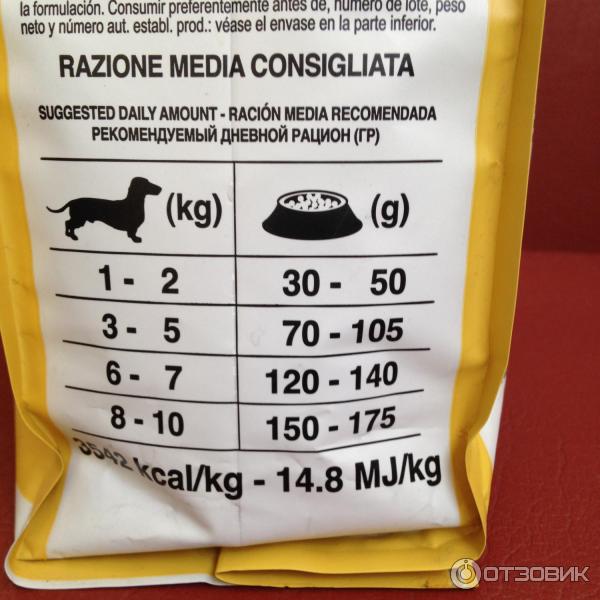 la formulación. Consumir preferentemente antes de, número de lote, peso
neto y número aut. establ. prod.: véase el envase en la parte inferior.
RAZIONE MEDIA CONSIGLIATA
SUGGESTED DAILY AMOUNT - RACIÓN MEDIA RECOMENDADA
РЕКОМЕНДУЕМЫЙ ДНЕВНОЙ РАЦИОН (ГР)
(kg) (g)
1 - 2 30 - 50
3 - 5 70 - 105
6 - 7 120 - 140
8 - 10 150 - 175
3542 kcal/kg - 14.8 MJ/kg
ОТЗОВИК